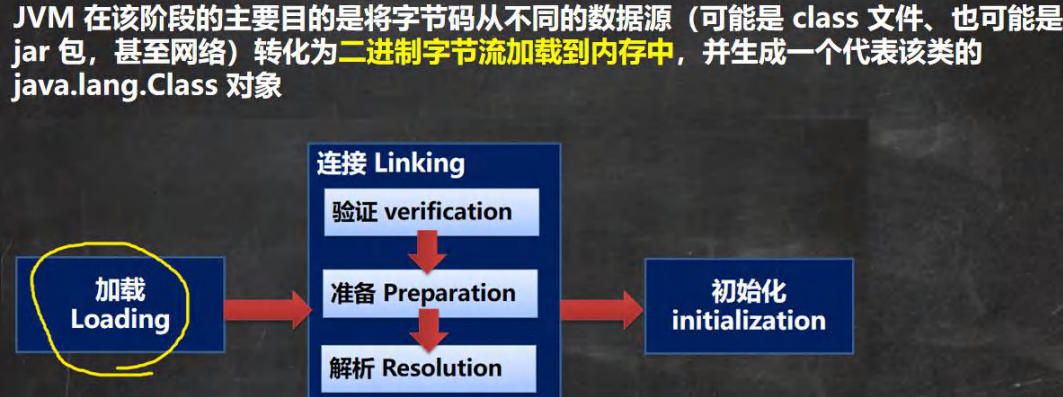 JVM 在该阶段的主要目的是将字节码从不同的数据源（可能是 class 文件、也可能是
jar 包，甚至网络）转化为二进制字节流加载到内存中，并生成一个代表该类的
java.lang.Class 对象
连接 Linking
验证 verification
准备 Preparation
解析 Resolution
加载
Loading
初始化
initialization